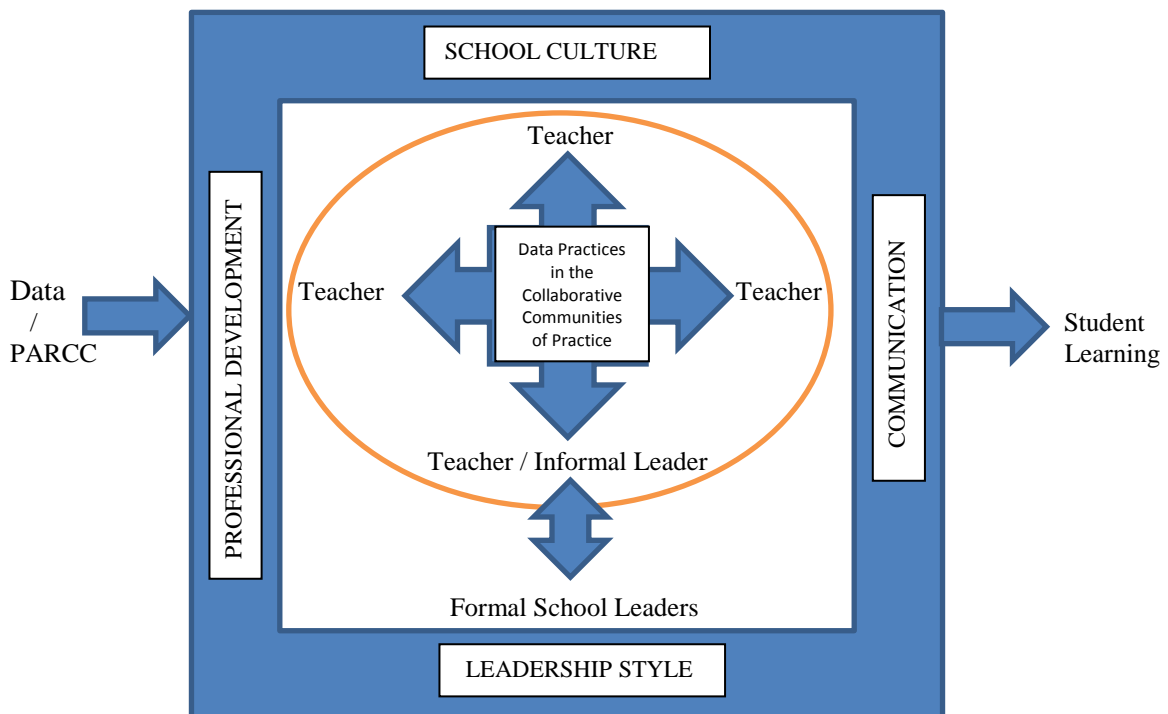 SCHOOL CULTURE
Teacher
PROFESSIONAL DEVELOPMENT
Data Practices
in the
Collaborative
Communities
of Practice
Teacher
Teacher
COMMUNICATION
Data
/
PARCC
Student
Learning
Teacher / Informal Leader
Formal School Leaders
LEADERSHIP STYLE